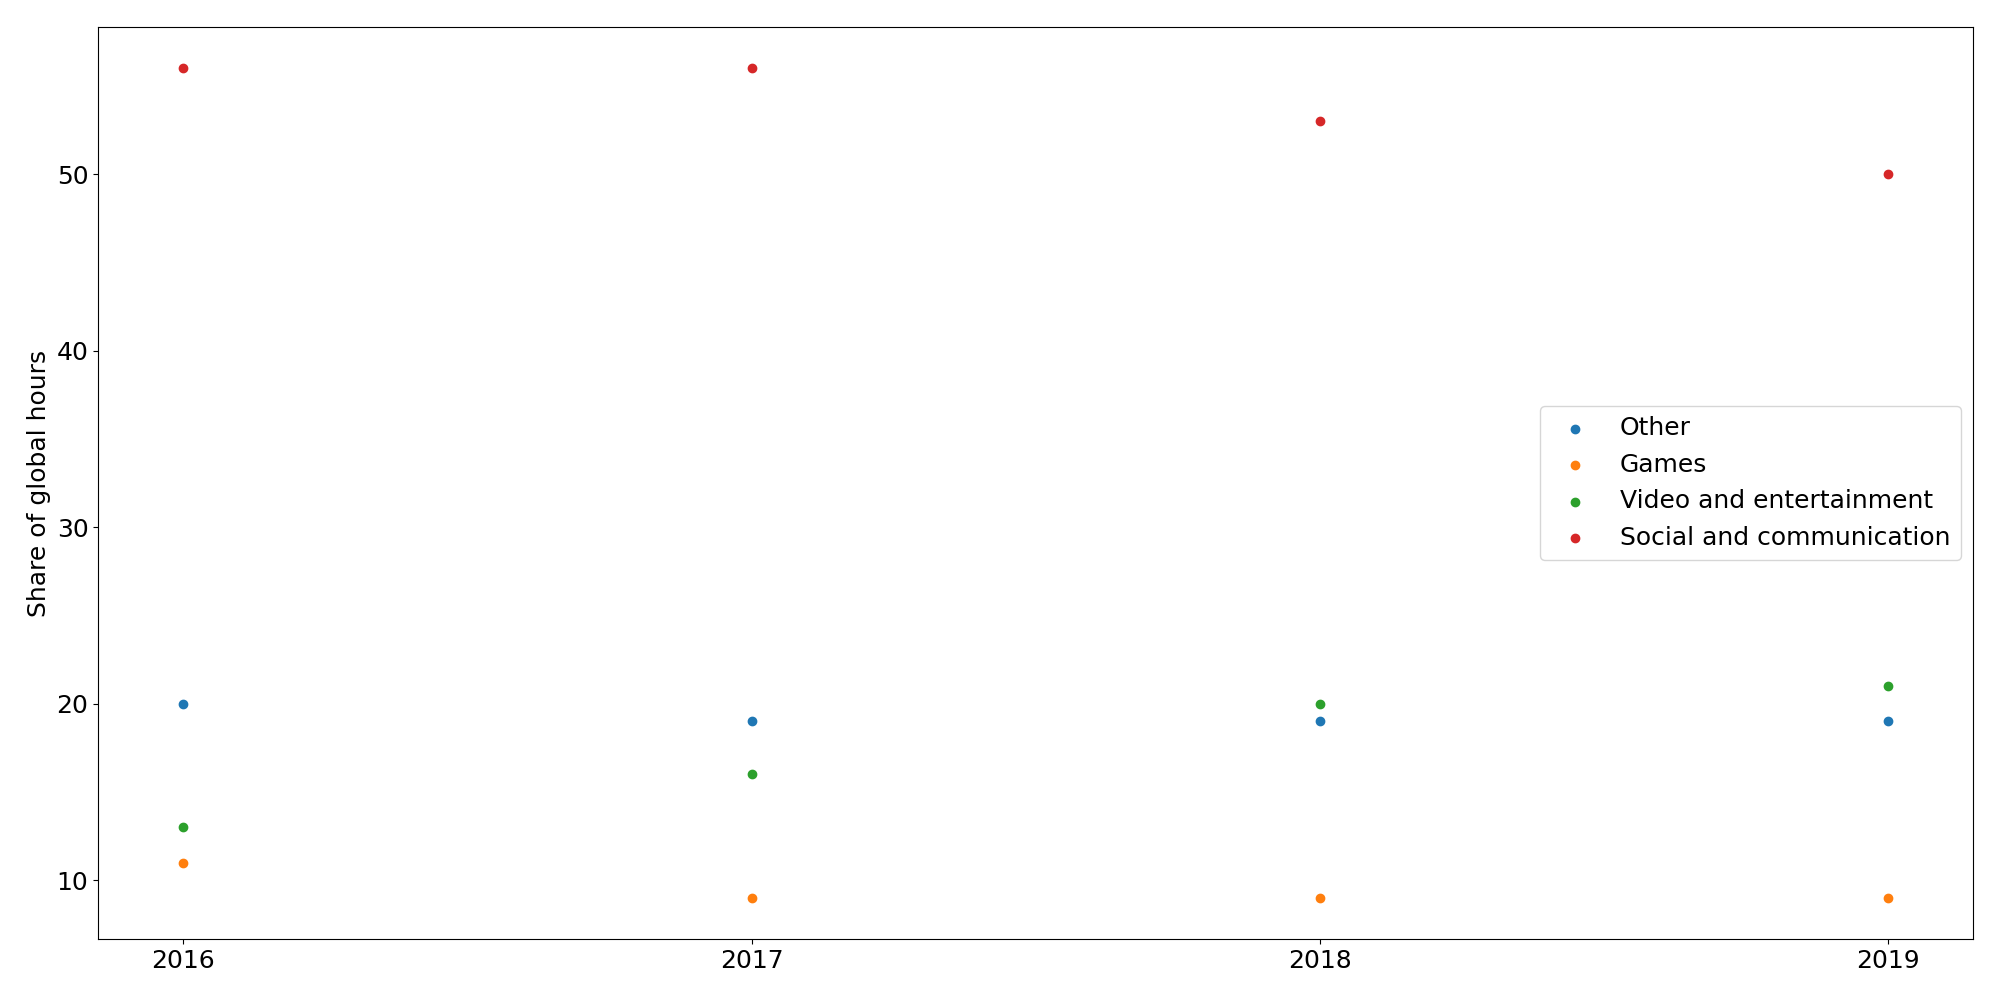 Share of global hours
50
40
30
20
10
2016 2017 2018 2019
Other
Games
Video and entertainment
Social and communication